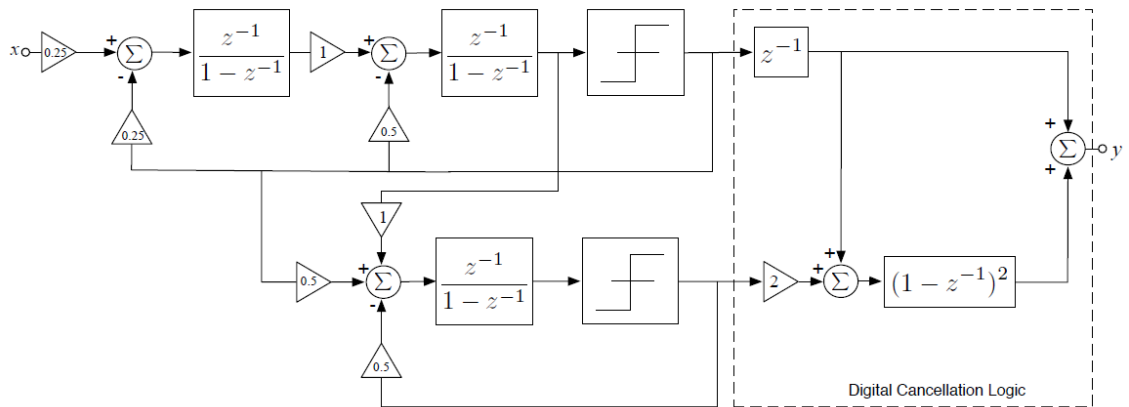 x 0.25 + Σ - z⁻¹ / 1 − z⁻¹ 1 + Σ - z⁻¹ / 1 − z⁻¹ z⁻¹
0.25 0.5
+ Σ + y
1
+ 0.5 Σ - z⁻¹ / 1 − z⁻¹ 2 + + Σ (1 − z⁻¹)²
0.5
Digital Cancellation Logic